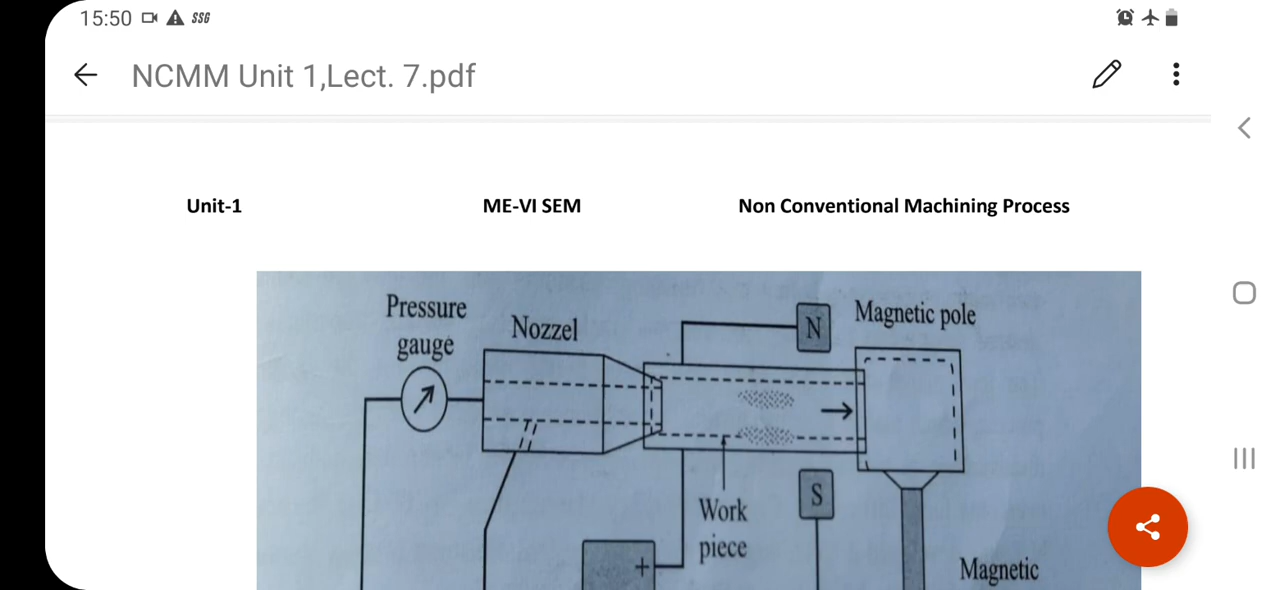 15:50 SSG
NCMM Unit 1,Lect. 7.pdf
Unit-1 ME-VI SEM Non Conventional Machining Process
Pressure
gauge
Nozzel
N
Magnetic pole
S
Work
piece
+
Magnetic